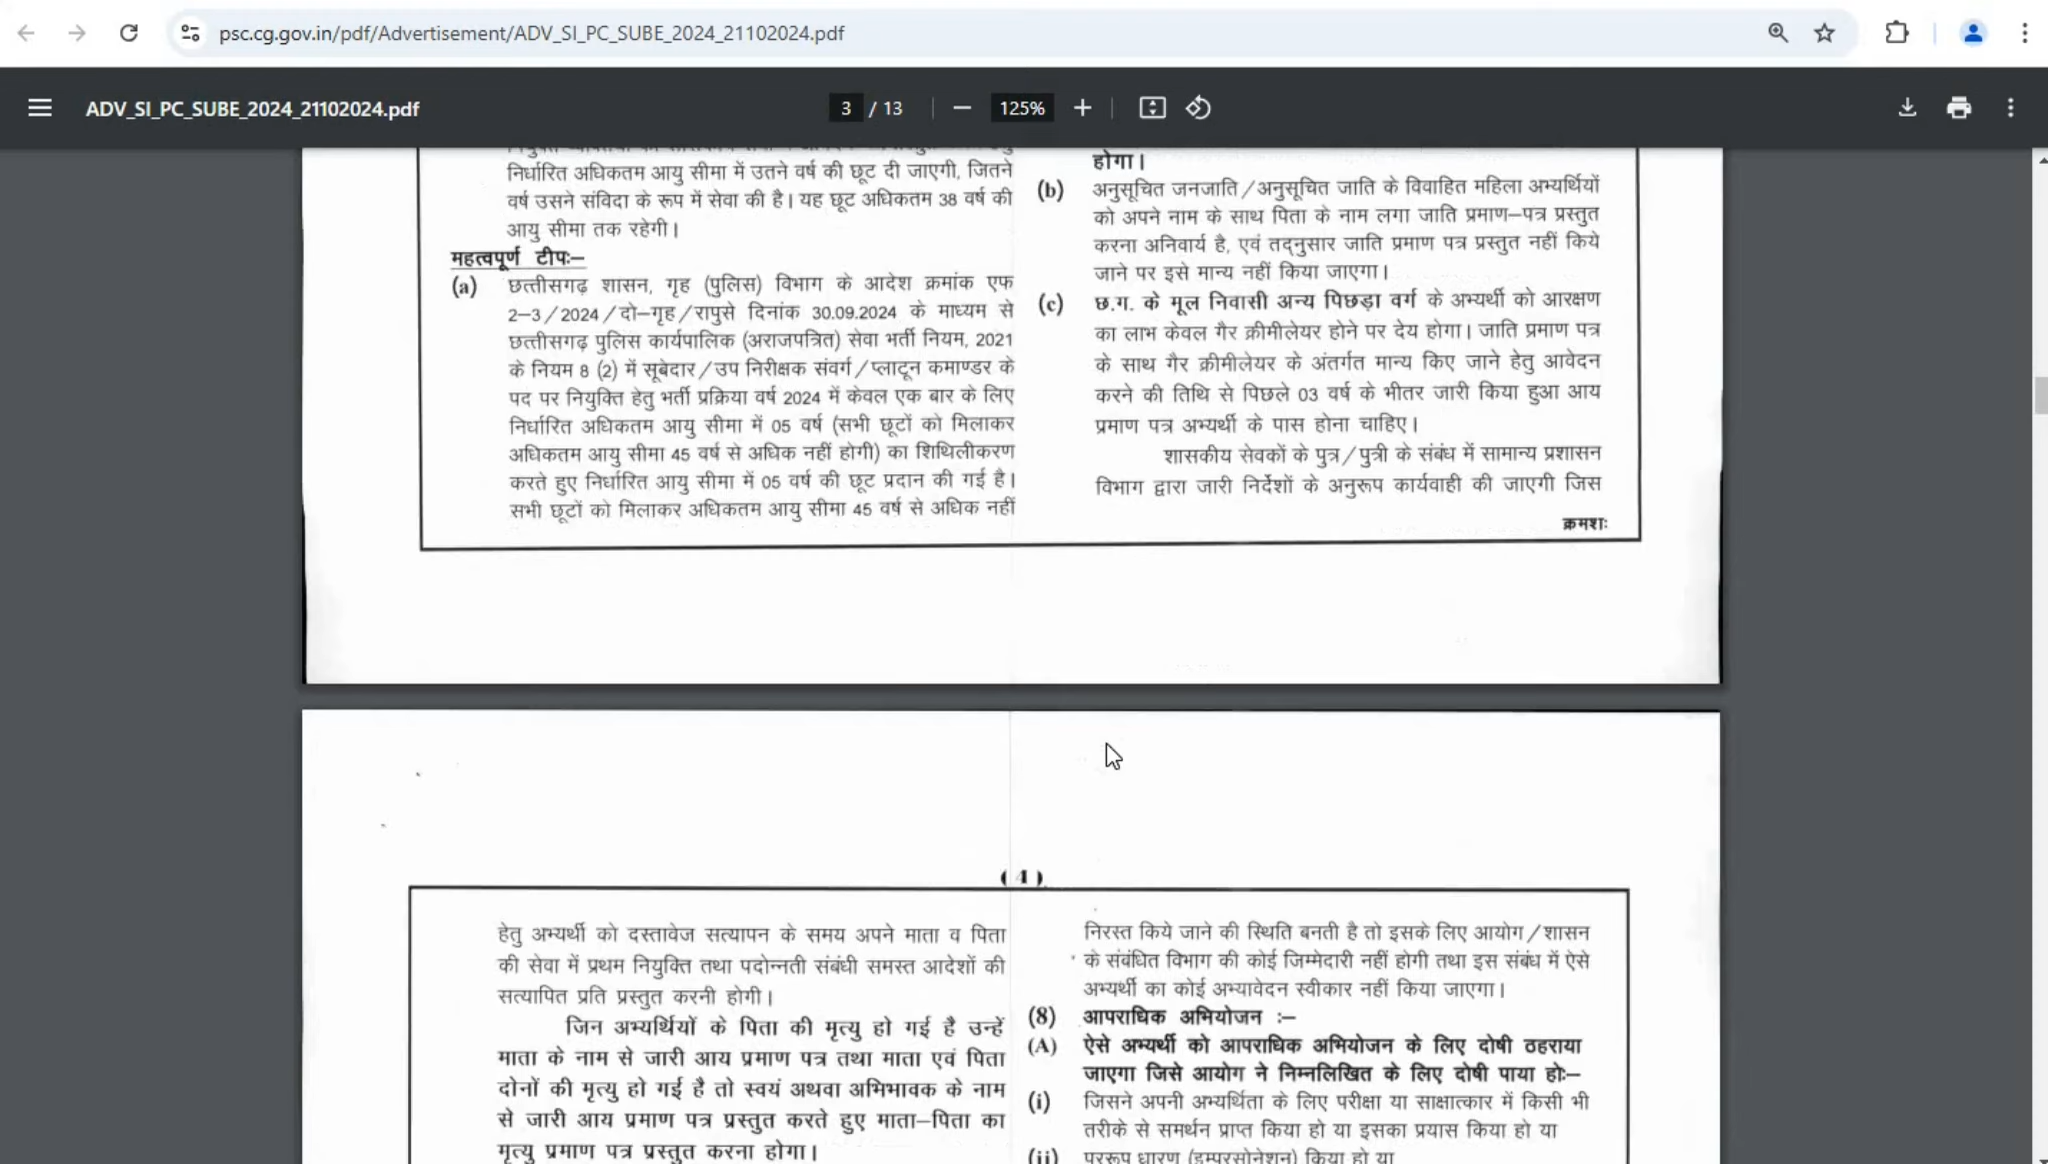 psc.cg.gov.in/pdf/Advertisement/ADV_SI_PC_SUBE_2024_21102024.pdf
ADV_SI_PC_SUBE_2024_21102024.pdf
3 / 13
125%
निर्धारित अधिकतम आयु सीमा में उतने वर्ष की छूट दी जाएगी, जितने
वर्ष उसने संविदा के रूप में सेवा की है। यह छूट अधिकतम 38 वर्ष की
आयु सीमा तक रहेगी।
महत्वपूर्ण टीपः–
(a) छत्तीसगढ़ शासन, गृह (पुलिस) विभाग के आदेश क्रमांक एफ
2–3/2024/दो–गृह/रापुसे दिनांक 30.09.2024 के माध्यम से
छत्तीसगढ़ पुलिस कार्यपालिक (अराजपत्रित) सेवा भर्ती नियम, 2021
के नियम 8 (2) में सूबेदार/उप निरीक्षक संवर्ग/प्लाटून कमाण्डर के
पद पर नियुक्ति हेतु भर्ती प्रक्रिया वर्ष 2024 में केवल एक बार के लिए
निर्धारित अधिकतम आयु सीमा में 05 वर्ष (सभी छूटों को मिलाकर
अधिकतम आयु सीमा 45 वर्ष से अधिक नहीं होगी) का शिथिलीकरण
करते हुए निर्धारित आयु सीमा में 05 वर्ष की छूट प्रदान की गई है।
सभी छूटों को मिलाकर अधिकतम आयु सीमा 45 वर्ष से अधिक नहीं
होगा।
(b) अनुसूचित जनजाति/अनुसूचित जाति के विवाहित महिला अभ्यर्थियों
को अपने नाम के साथ पिता के नाम लगा जाति प्रमाण–पत्र प्रस्तुत
करना अनिवार्य है, एवं तद्नुसार जाति प्रमाण पत्र प्रस्तुत नहीं किये
जाने पर इसे मान्य नहीं किया जाएगा।
(c) छ.ग. के मूल निवासी अन्य पिछड़ा वर्ग के अभ्यर्थी को आरक्षण
का लाभ केवल गैर क्रीमीलेयर होने पर देय होगा। जाति प्रमाण पत्र
के साथ गैर क्रीमीलेयर के अंतर्गत मान्य किए जाने हेतु आवेदन
करने की तिथि से पिछले 03 वर्ष के भीतर जारी किया हुआ आय
प्रमाण पत्र अभ्यर्थी के पास होना चाहिए।
शासकीय सेवकों के पुत्र/पुत्री के संबंध में सामान्य प्रशासन
विभाग द्वारा जारी निर्देशों के अनुरूप कार्यवाही की जाएगी जिस
क्रमशः
(4)
हेतु अभ्यर्थी को दस्तावेज सत्यापन के समय अपने माता व पिता
की सेवा में प्रथम नियुक्ति तथा पदोन्नती संबंधी समस्त आदेशों की
सत्यापित प्रति प्रस्तुत करनी होगी।
जिन अभ्यर्थियों के पिता की मृत्यु हो गई है उन्हें
माता के नाम से जारी आय प्रमाण पत्र तथा माता एवं पिता
दोनों की मृत्यु हो गई है तो स्वयं अथवा अभिभावक के नाम
से जारी आय प्रमाण पत्र प्रस्तुत करते हुए माता–पिता का
मृत्यु प्रमाण पत्र प्रस्तुत करना होगा।
निरस्त किये जाने की स्थिति बनती है तो इसके लिए आयोग/शासन
के संबंधित विभाग की कोई जिम्मेदारी नहीं होगी तथा इस संबंध में ऐसे
अभ्यर्थी का कोई अभ्यावेदन स्वीकार नहीं किया जाएगा।
(8) आपराधिक अभियोजन :–
(A) ऐसे अभ्यर्थी को आपराधिक अभियोजन के लिए दोषी ठहराया
जाएगा जिसे आयोग ने निम्नलिखित के लिए दोषी पाया होः–
(i) जिसने अपनी अभ्यर्थिता के लिए परीक्षा या साक्षात्कार में किसी भी
तरीके से समर्थन प्राप्त किया हो या इसका प्रयास किया हो या
(ii) पररूप धारण (इम्परसोनेशन) किया हो या